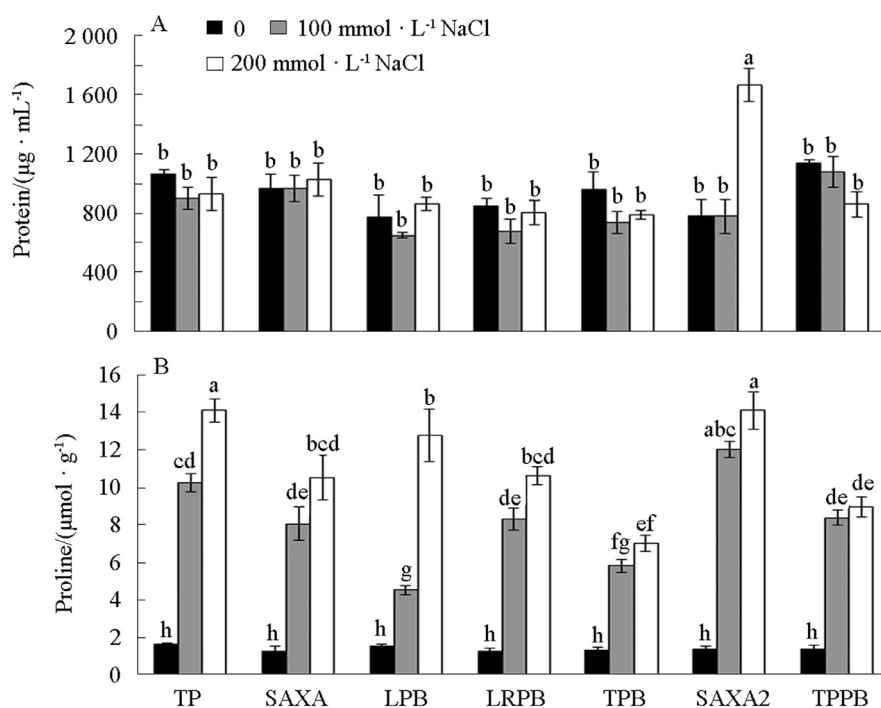 A
0 100 mmol · L⁻¹ NaCl
200 mmol · L⁻¹ NaCl
Protein/(μg · mL⁻¹)
2 000
1 600
1 200
800
400
0
b b b b b b b b b b b b b b b b b a b b b
B
Proline/(μmol · g⁻¹)
16
14
12
10
8
6
4
2
0
h cd a h de bcd h g b h de bcd h fg ef h abc a h de de
TP SAXA LPB LRPB TPB SAXA2 TPPB